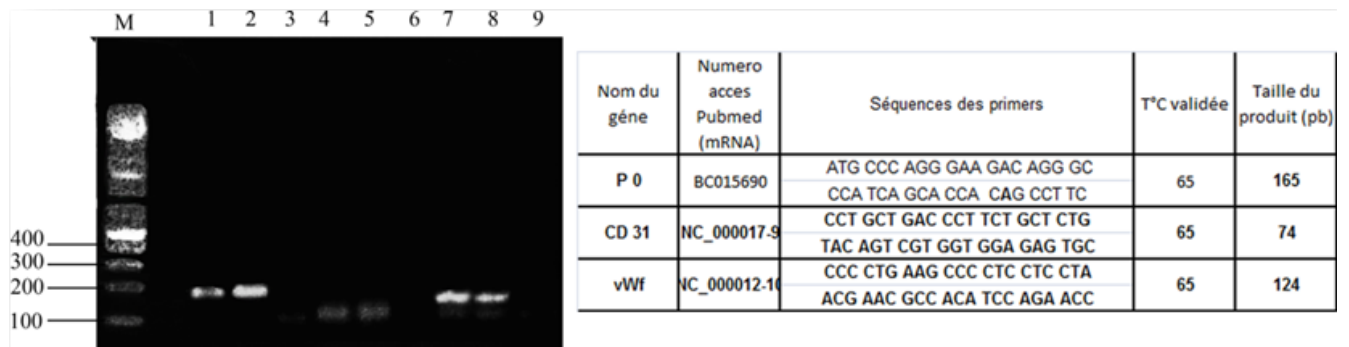 M 1 2 3 4 5 6 7 8 9
400
300
200
100
Nom du
géne
Numero
acces
Pubmed
(mRNA)
Séquences des primers
T°C validée
Taille du
produit (pb)
P 0
BC015690
ATG CCC AGG GAA GAC AGG GC
CCA TCA GCA CCA CAG CCT TC
65
165
CD 31
NC_000017-9
CCT GCT GAC CCT TCT GCT CTG
TAC AGT CGT GGT GGA GAG TGC
65
74
vWf
NC_000012-10
CCC CTG AAG CCC CTC CTC CTA
ACG AAC GCC ACA TCC AGA ACC
65
124